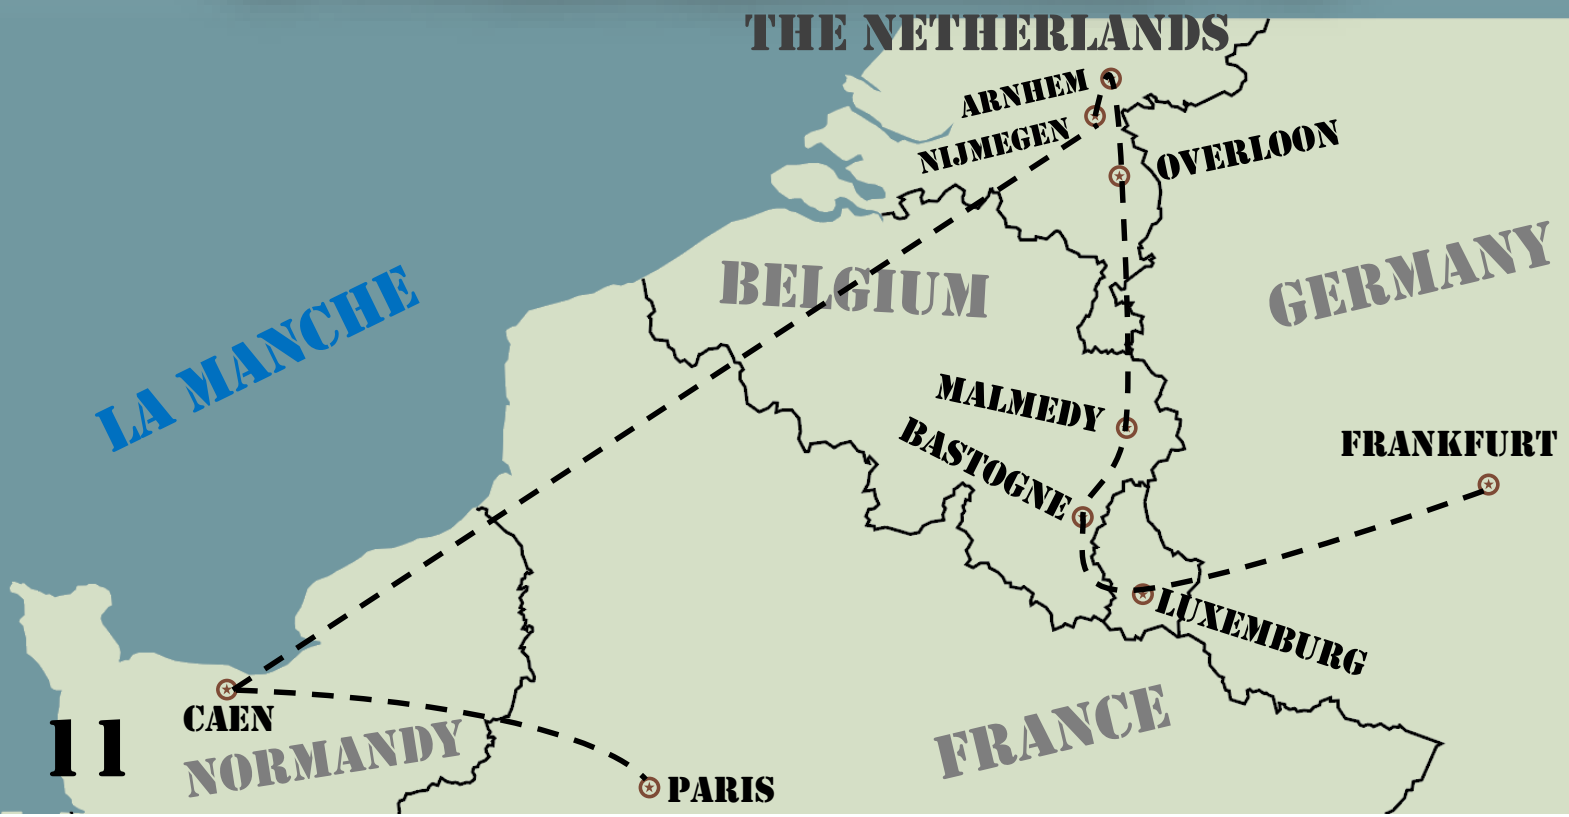 THE NETHERLANDS
ARNHEM
NIJMEGEN
OVERLOON
BELGIUM
GERMANY
LA MANCHE
MALMEDY
BASTOGNE
FRANKFURT
LUXEMBURG
CAEN
NORMANDY
FRANCE
11
PARIS